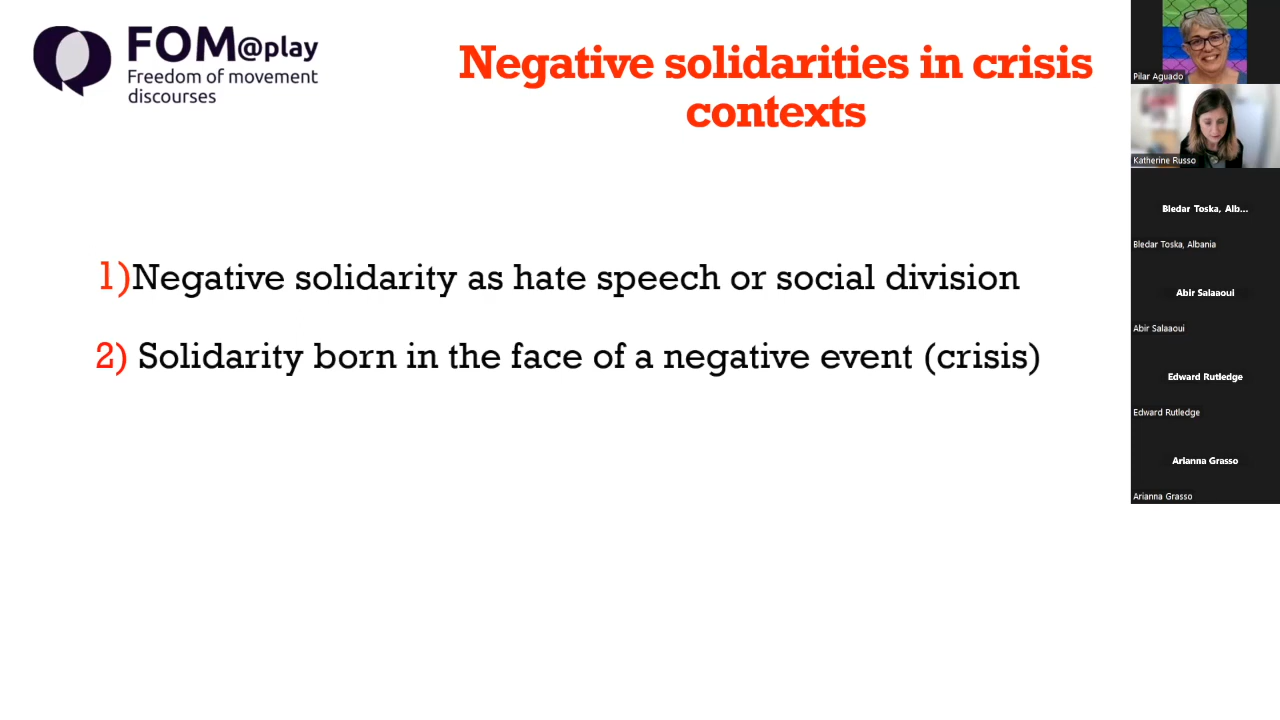 FOM@play
Freedom of movement
discourses
Negative solidarities in crisis
contexts
1)Negative solidarity as hate speech or social division
2) Solidarity born in the face of a negative event (crisis)
Pilar Aguado
Katherine Russo
Bledar Toska, Alb...
Bledar Toska, Albania
Abir Salaaoui
Abir Salaaoui
Edward Rutledge
Edward Rutledge
Arianna Grasso
Arianna Grasso